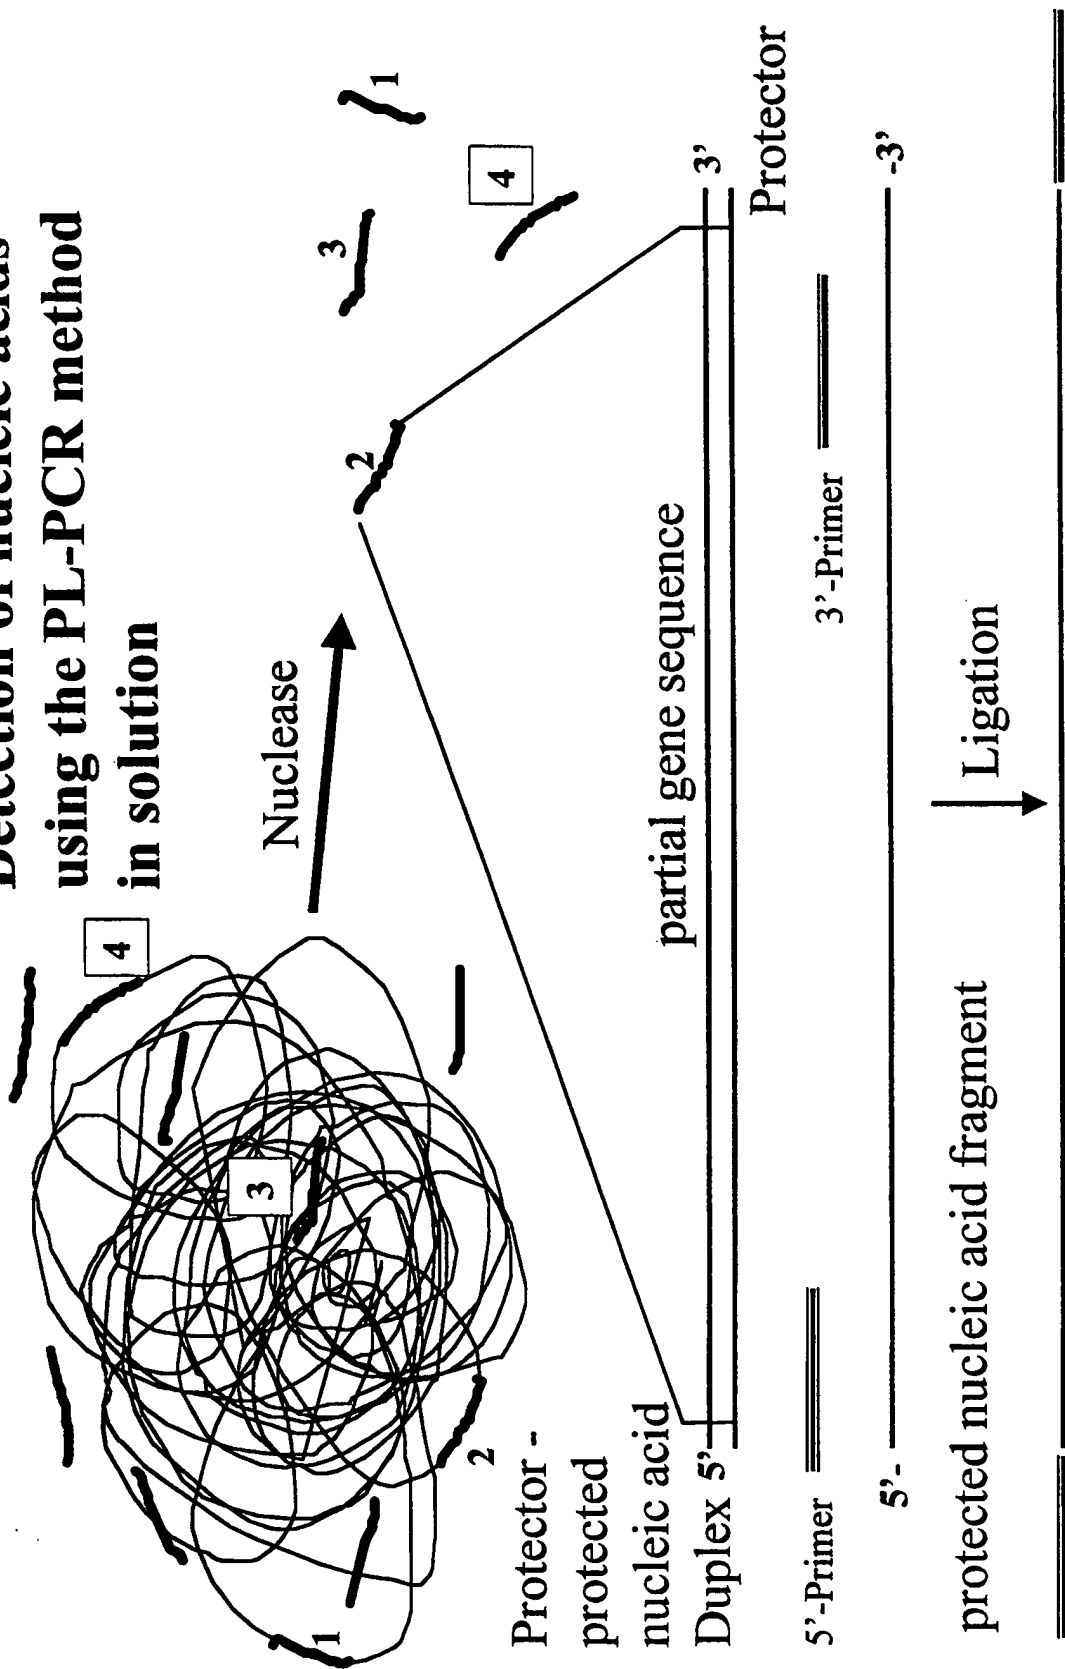 Detection of nucleic acids
using the PL-PCR method
in solution
4
3
1
2
Nuclease
2
3
1
4
Protector -
protected
nucleic acid
Duplex 5'
partial gene sequence
3'
Protector
5'-Primer
3'-Primer
5'-
-3'
protected nucleic acid fragment
Ligation